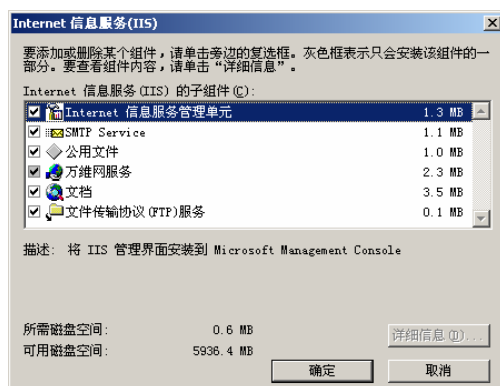 Internet 信息服务(IIS)
要添加或删除某个组件，请单击旁边的复选框。灰色框表示只会安装该组件的一
部分。要查看组件内容，请单击“详细信息”。
Internet 信息服务(IIS) 的子组件(C):
Internet 信息服务管理单元 1.3 MB
SMTP Service 1.1 MB
公用文件 1.0 MB
万维网服务 2.3 MB
文档 3.5 MB
文件传输协议(FTP)服务 0.1 MB
描述: 将 IIS 管理界面安装到 Microsoft Management Console
所需磁盘空间: 0.6 MB
详细信息(D)...
可用磁盘空间: 5936.4 MB
确定 取消